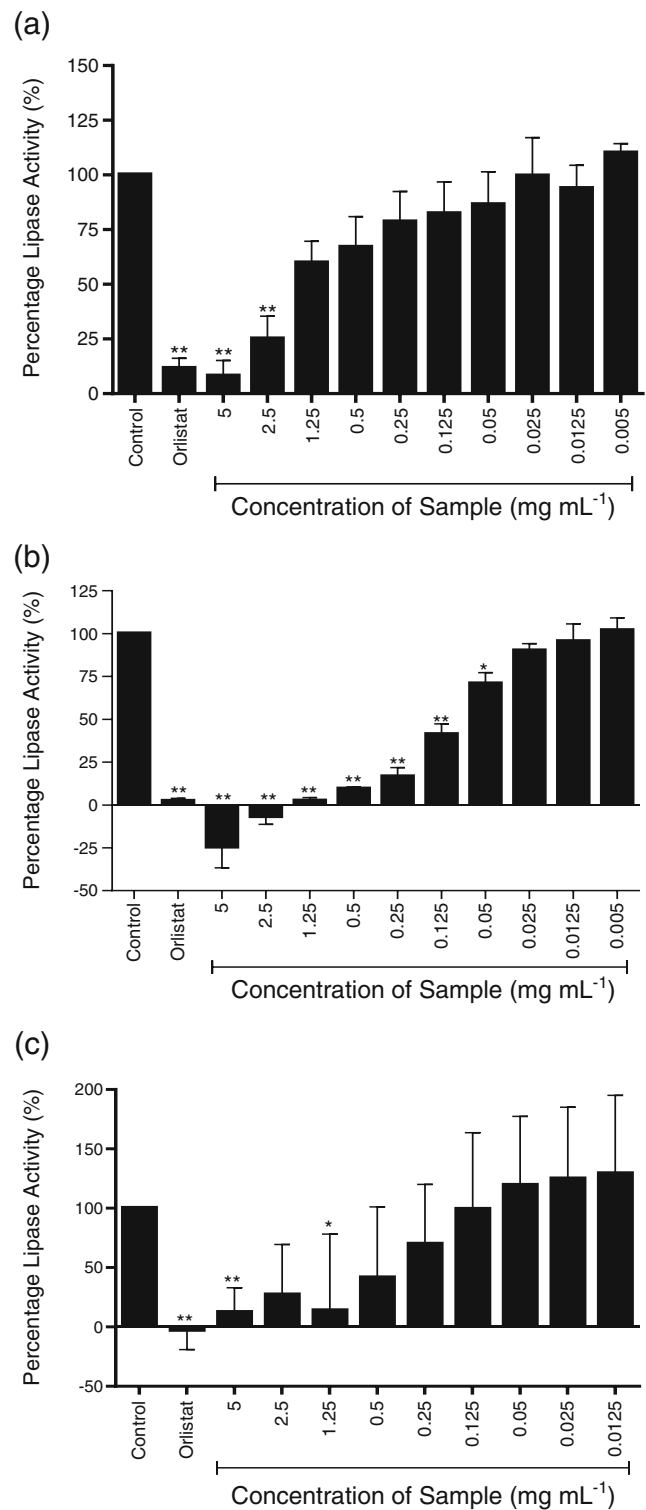 (a)
Percentage Lipase Activity (%)
150
125
100
75
50
25
0
** ** **
Control Orlistat 5 2.5 1.25 0.5 0.25 0.125 0.05 0.025 0.0125 0.005
Concentration of Sample (mg mL-1)
(b)
Percentage Lipase Activity (%)
125
100
75
50
25
0
-25
-50
** ** ** ** ** ** ** *
Control Orlistat 5 2.5 1.25 0.5 0.25 0.125 0.05 0.025 0.0125 0.005
Concentration of Sample (mg mL-1)
(c)
Percentage Lipase Activity (%)
200
150
100
50
0
-50
** ** *
Control Orlistat 5 2.5 1.25 0.5 0.25 0.125 0.05 0.025 0.0125
Concentration of Sample (mg mL-1)